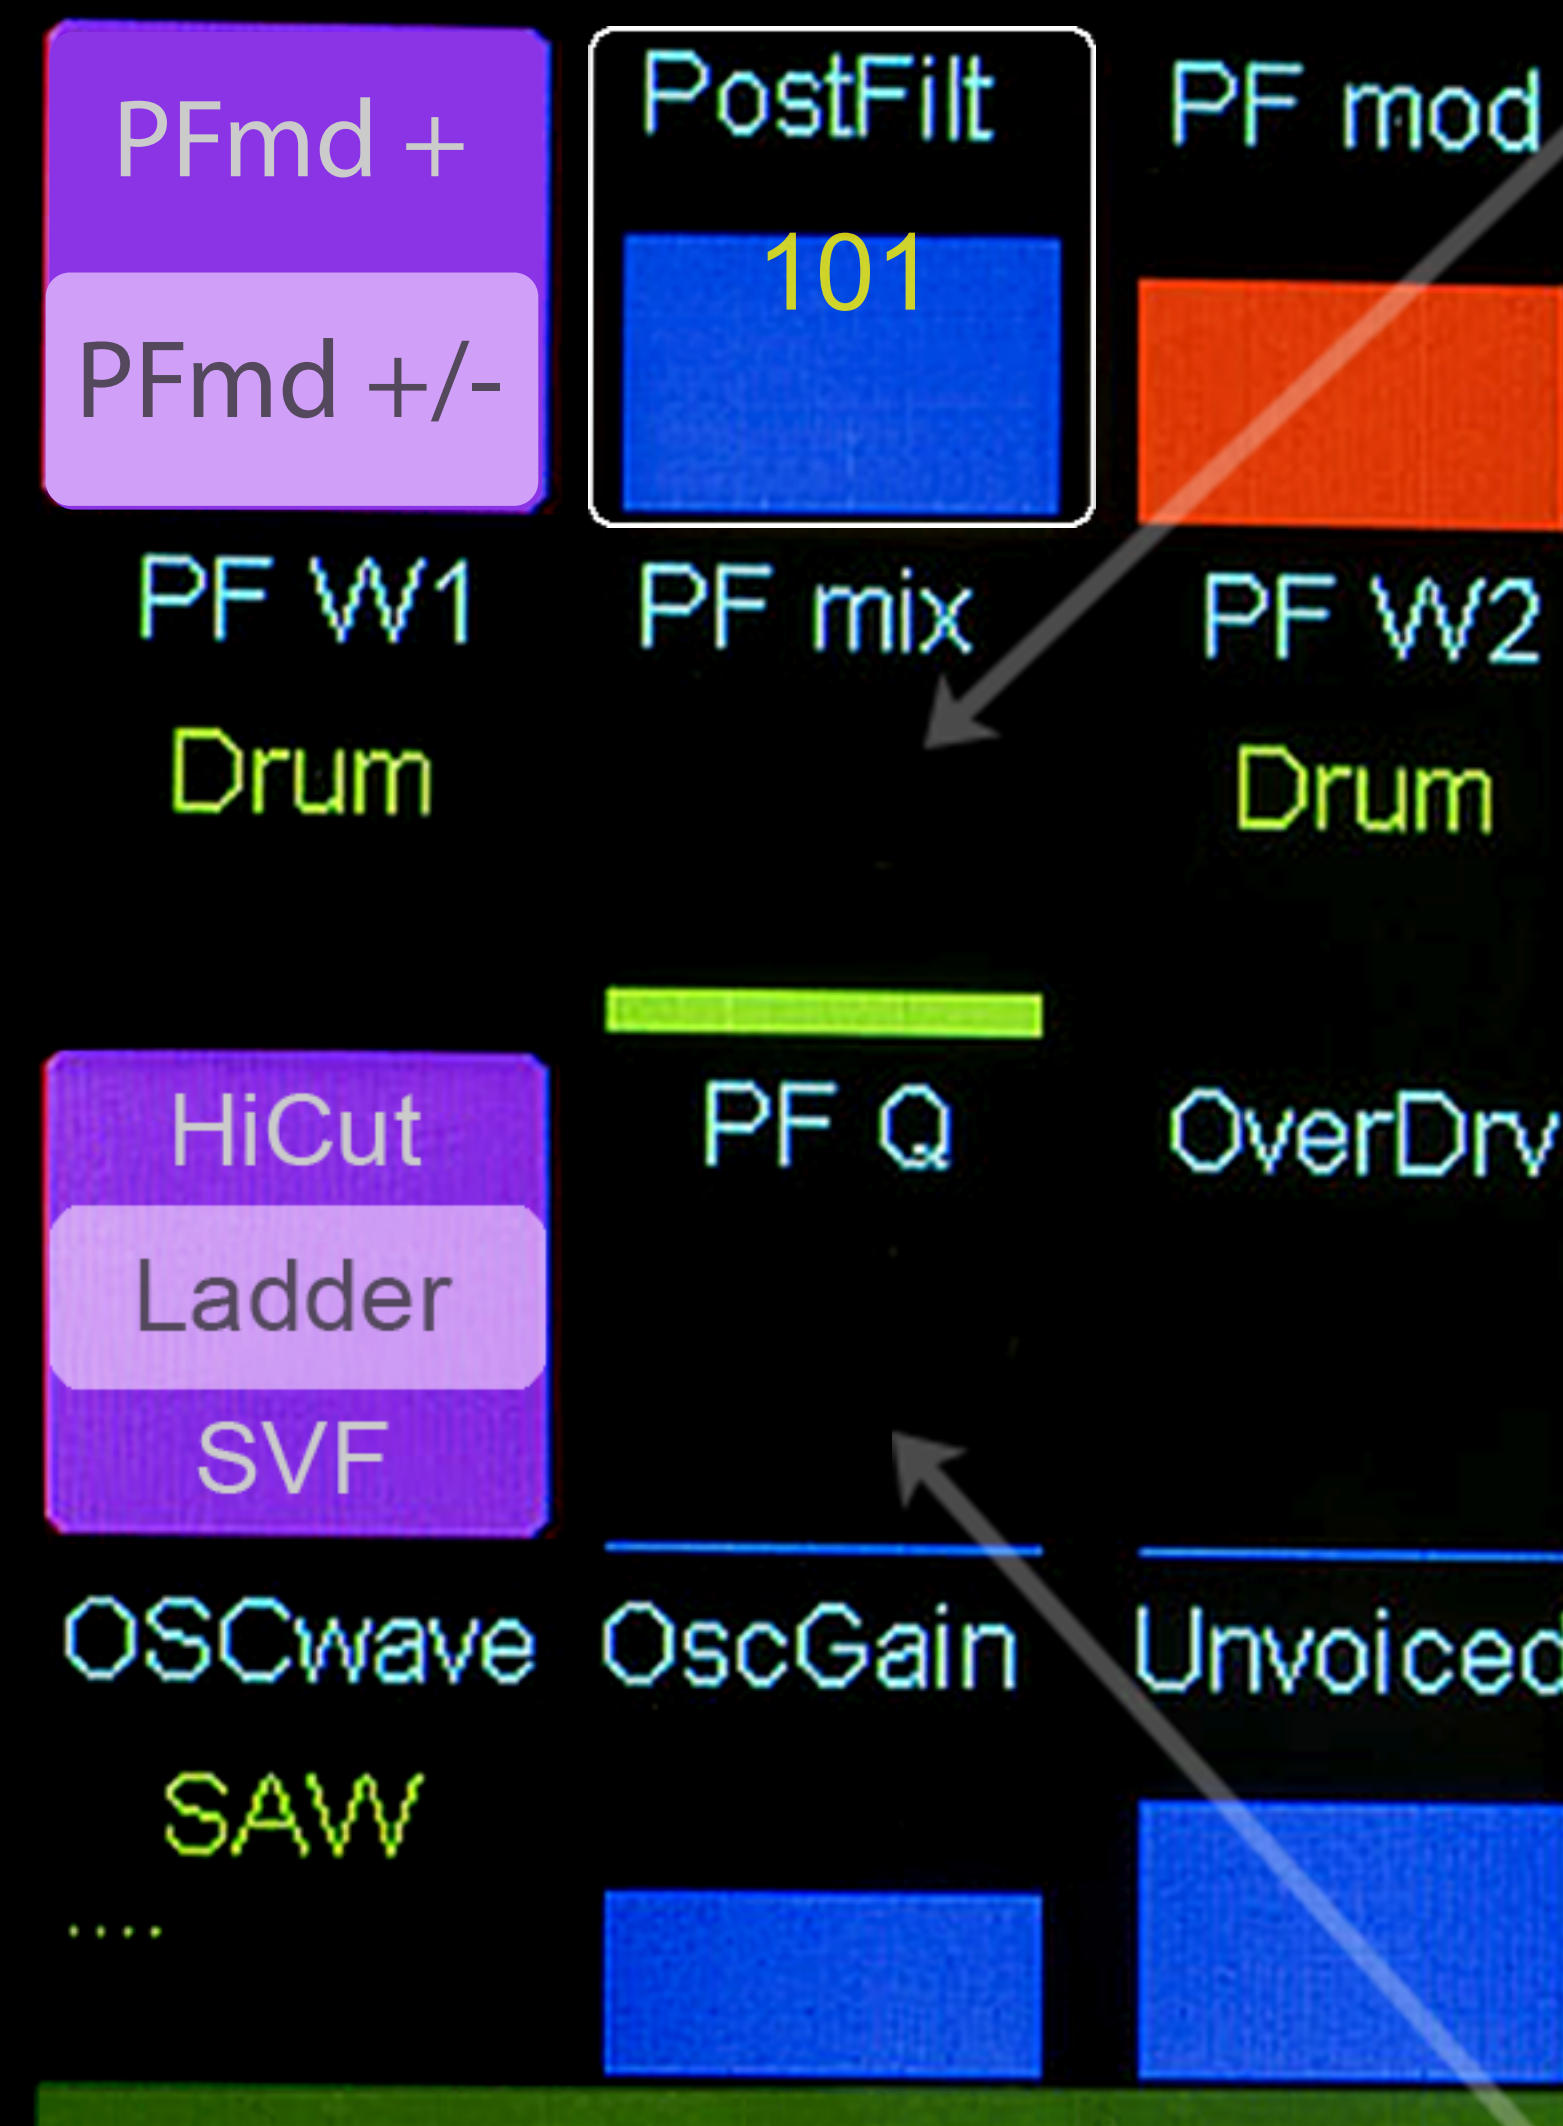 PFmd +
PostFilt
PF mod
101
PFmd +/-
PF W1
PF mix
PF W2
Drum
Drum
HiCut
PF Q
OverDrv
Ladder
SVF
OSCwave
OscGain
Unvoiced
SAW
....